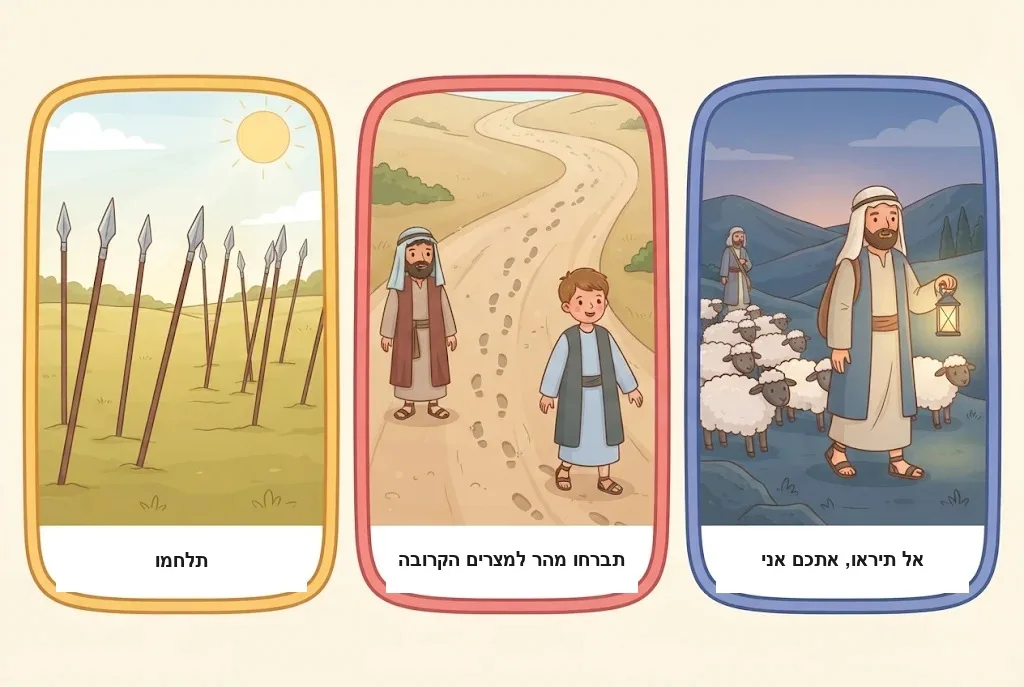 אל תיראו, אתכם אני
תברחו מהר למצרים הקרובה
תלחמו